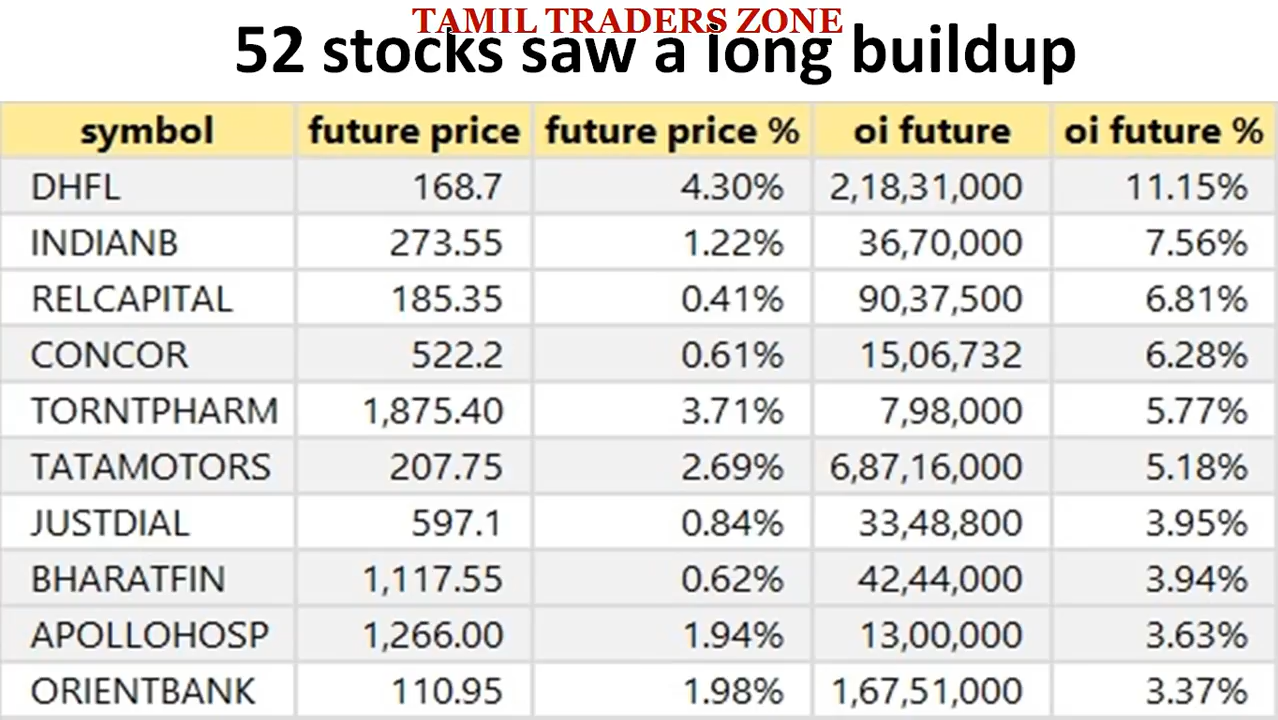 TAMIL TRADERS ZONE
52 stocks saw a long buildup
symbol future price future price % oi future oi future %
DHFL 168.7 4.30% 2,18,31,000 11.15%
INDIANB 273.55 1.22% 36,70,000 7.56%
RELCAPITAL 185.35 0.41% 90,37,500 6.81%
CONCOR 522.2 0.61% 15,06,732 6.28%
TORNTPHARM 1,875.40 3.71% 7,98,000 5.77%
TATAMOTORS 207.75 2.69% 6,87,16,000 5.18%
JUSTDIAL 597.1 0.84% 33,48,800 3.95%
BHARATFIN 1,117.55 0.62% 42,44,000 3.94%
APOLLOHOSP 1,266.00 1.94% 13,00,000 3.63%
ORIENTBANK 110.95 1.98% 1,67,51,000 3.37%